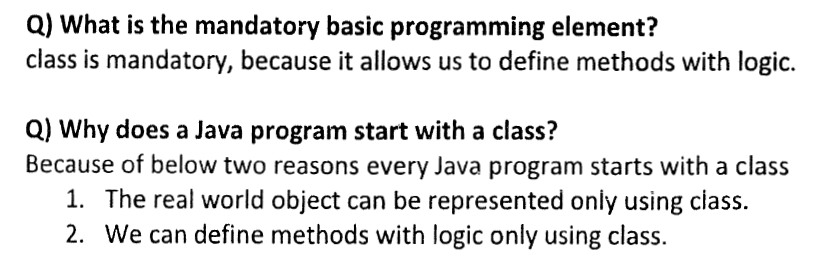 Q) What is the mandatory basic programming element?
class is mandatory, because it allows us to define methods with logic.
Q) Why does a Java program start with a class?
Because of below two reasons every Java program starts with a class
1. The real world object can be represented only using class.
2. We can define methods with logic only using class.